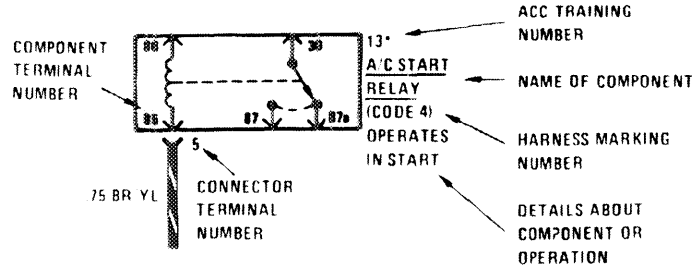 ACC TRAINING
NUMBER
COMPONENT
TERMINAL
NUMBER
30
13*
A/C START
RELAY
(CODE 4)
OPERATES
IN START
NAME OF COMPONENT
86
87
87a
HARNESS MARKING
NUMBER
5
.75 BR YL
CONNECTOR
TERMINAL
NUMBER
DETAILS ABOUT
COMPONENT OR
OPERATION